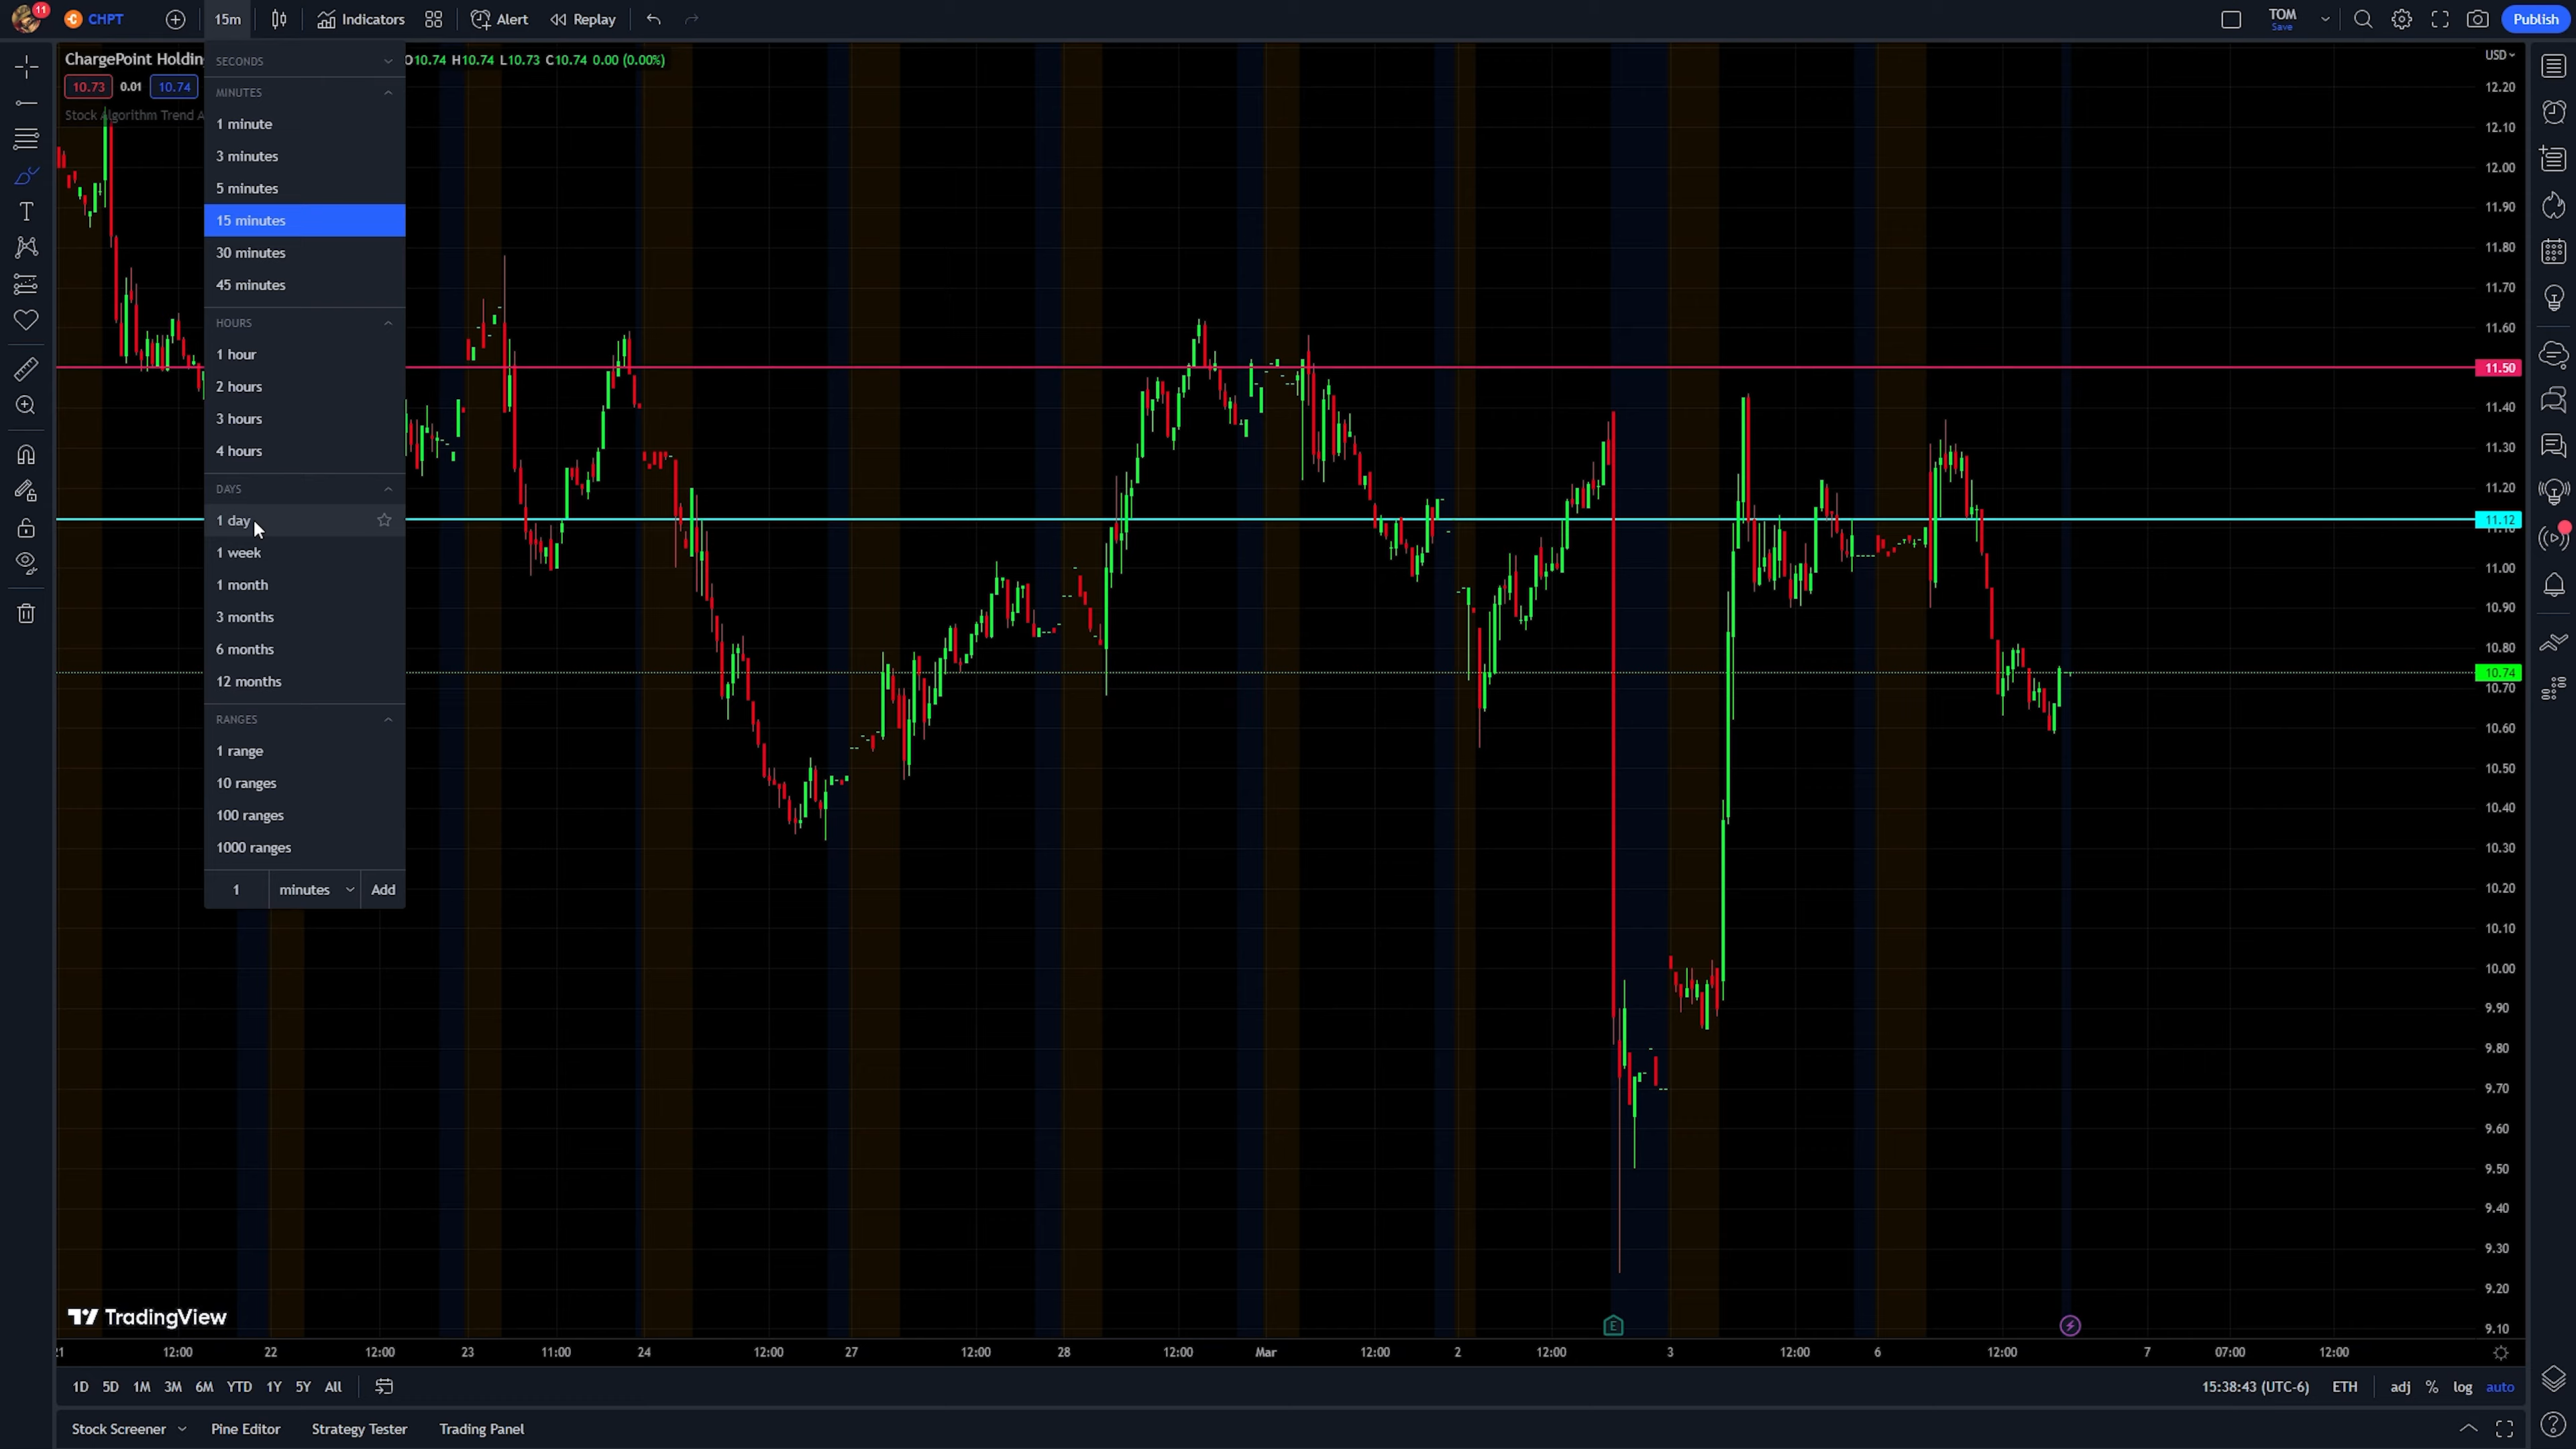 11 CHPT 15m Indicators Alert Replay TOM Save Publish
ChargePoint Holdin O10.74 H10.74 L10.73 C10.74 0.00 (0.00%) USD
10.73 0.01 10.74
Stock Algorithm Trend A
SECONDS
MINUTES
1 minute
3 minutes
5 minutes
15 minutes
30 minutes
45 minutes
HOURS
1 hour
2 hours
3 hours
4 hours
DAYS
1 day
1 week
1 month
3 months
6 months
12 months
RANGES
1 range
10 ranges
100 ranges
1000 ranges
1 minutes Add
12.20
12.10
12.00
11.90
11.80
11.70
11.60
11.50
11.40
11.30
11.20
11.12
11.00
10.90
10.80
10.74
10.70
10.60
10.50
10.40
10.30
10.20
10.10
10.00
9.90
9.80
9.70
9.60
9.50
9.40
9.30
9.20
9.10
TradingView
E
21 12:00 22 12:00 23 11:00 24 12:00 27 12:00 28 12:00 Mar 12:00 2 12:00 3 12:00 6 12:00 7 07:00 12:00
1D 5D 1M 3M 6M YTD 1Y 5Y All 15:38:43 (UTC-6) ETH adj % log auto
Stock Screener Pine Editor Strategy Tester Trading Panel